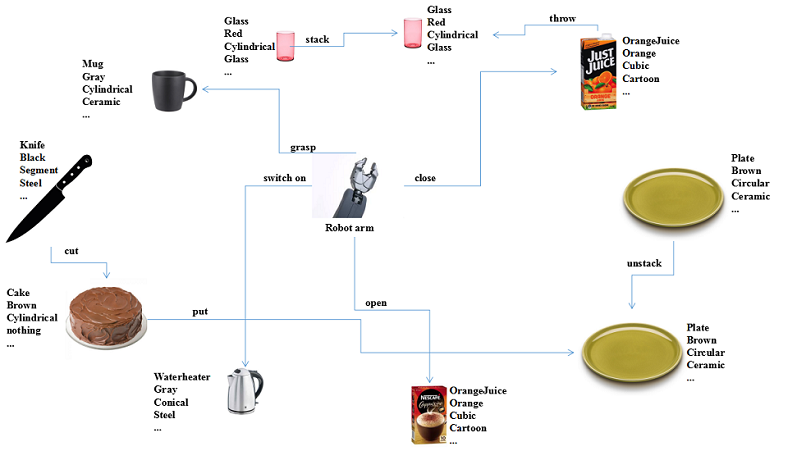 Glass
Red
Cylindrical
Glass
...
stack
Glass
Red
Cylindrical
Glass
...
throw
JUST
JUICE
ORANGE
OrangeJuice
Orange
Cubic
Cartoon
...
Mug
Gray
Cylindrical
Ceramic
...
grasp
Knife
Black
Segment
Steel
...
switch on
close
Robot arm
Plate
Brown
Circular
Ceramic
...
cut
unstack
Cake
Brown
Cylindrical
nothing
...
put
open
Plate
Brown
Circular
Ceramic
...
Waterheater
Gray
Conical
Steel
...
NESCAFE
Cappuccino
OrangeJuice
Orange
Cubic
Cartoon
...